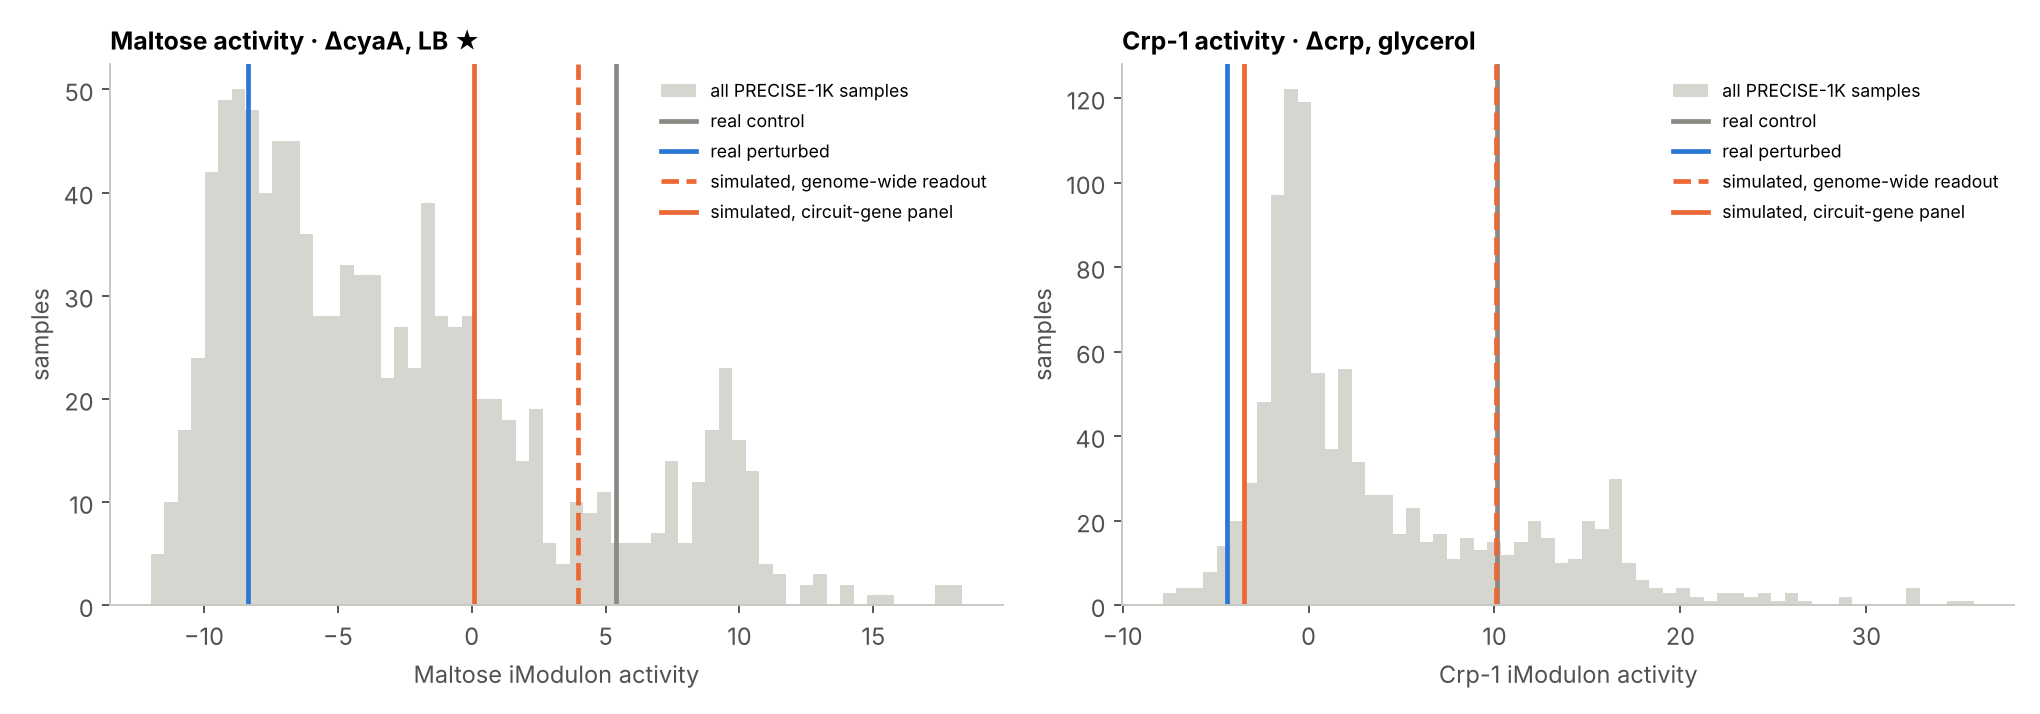 Maltose activity · ΔcyaA, LB ★
50
40
30
20
10
0
samples
−10
−5
0
5
10
15
Maltose iModulon activity
all PRECISE-1K samples
real control
real perturbed
simulated, genome-wide readout
simulated, circuit-gene panel
Crp-1 activity · Δcrp, glycerol
120
100
80
60
40
20
0
samples
−10
0
10
20
30
Crp-1 iModulon activity
all PRECISE-1K samples
real control
real perturbed
simulated, genome-wide readout
simulated, circuit-gene panel